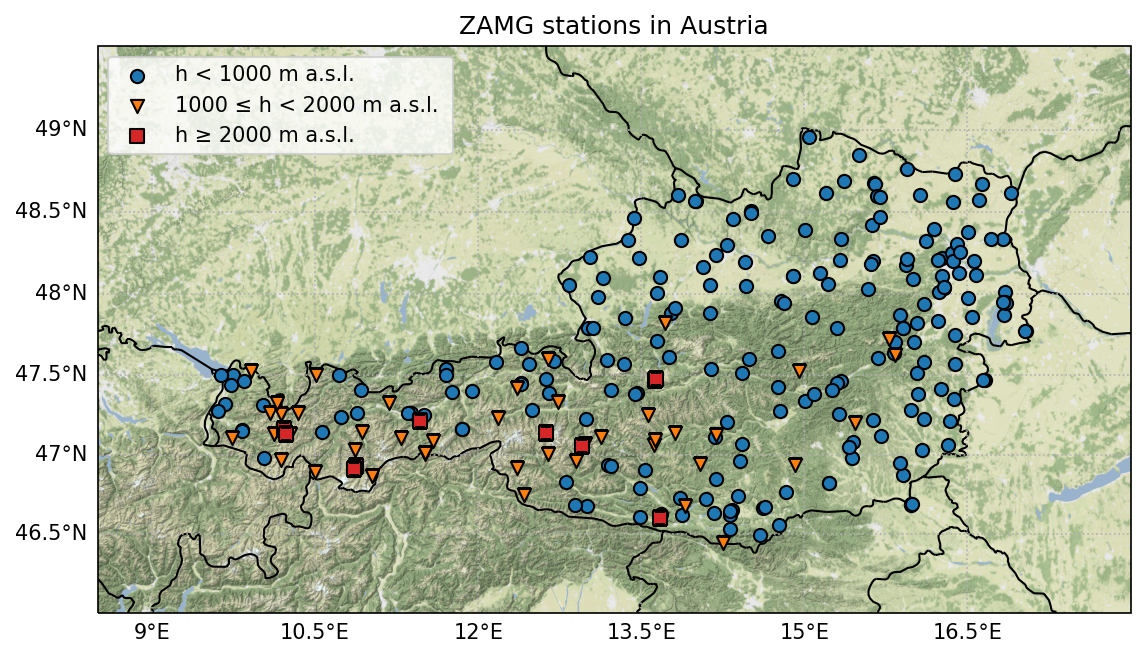 ZAMG stations in Austria
h < 1000 m a.s.l.
1000 ≤ h < 2000 m a.s.l.
h ≥ 2000 m a.s.l.
49°N
48.5°N
48°N
47.5°N
47°N
46.5°N
9°E 10.5°E 12°E 13.5°E 15°E 16.5°E